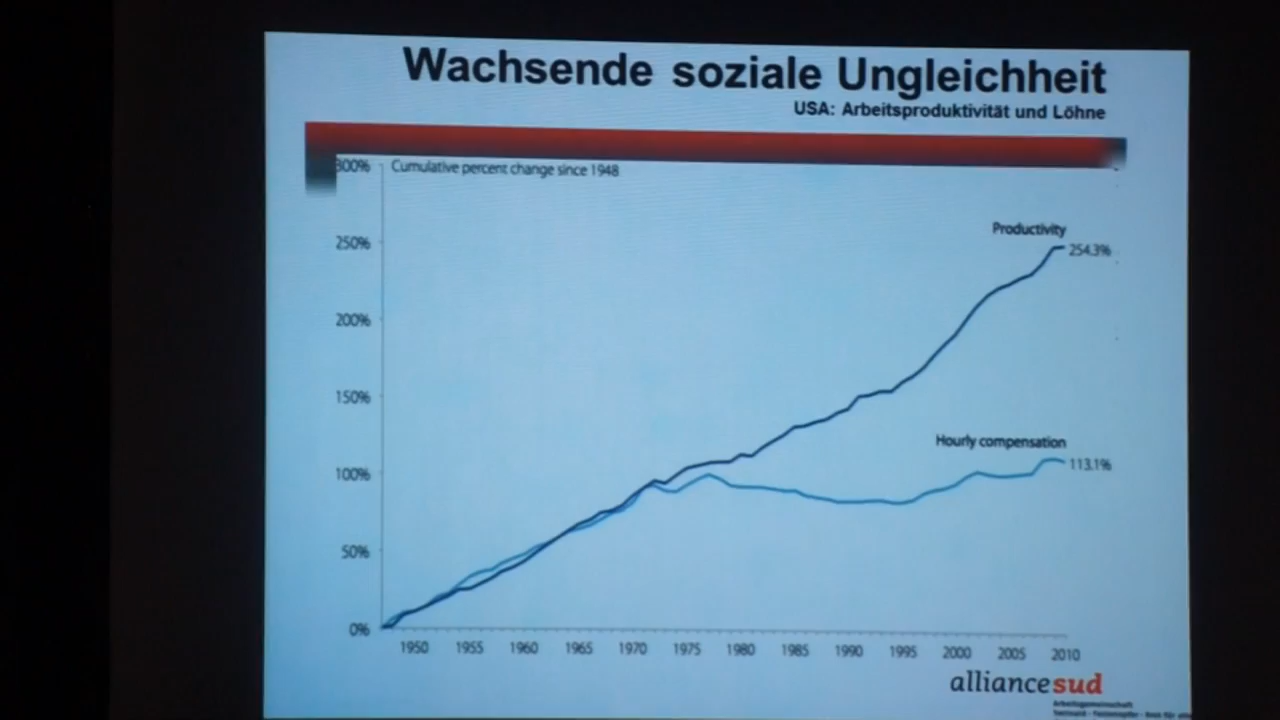 Wachsende soziale Ungleichheit
USA: Arbeitsproduktivität und Löhne
300% Cumulative percent change since 1948
Productivity
250%
254.3%
200%
150%
Hourly compensation
113.1%
100%
50%
0%
1950 1955 1960 1965 1970 1975 1980 1985 1990 1995 2000 2005 2010
alliancesud
Arbeitsgemeinschaft